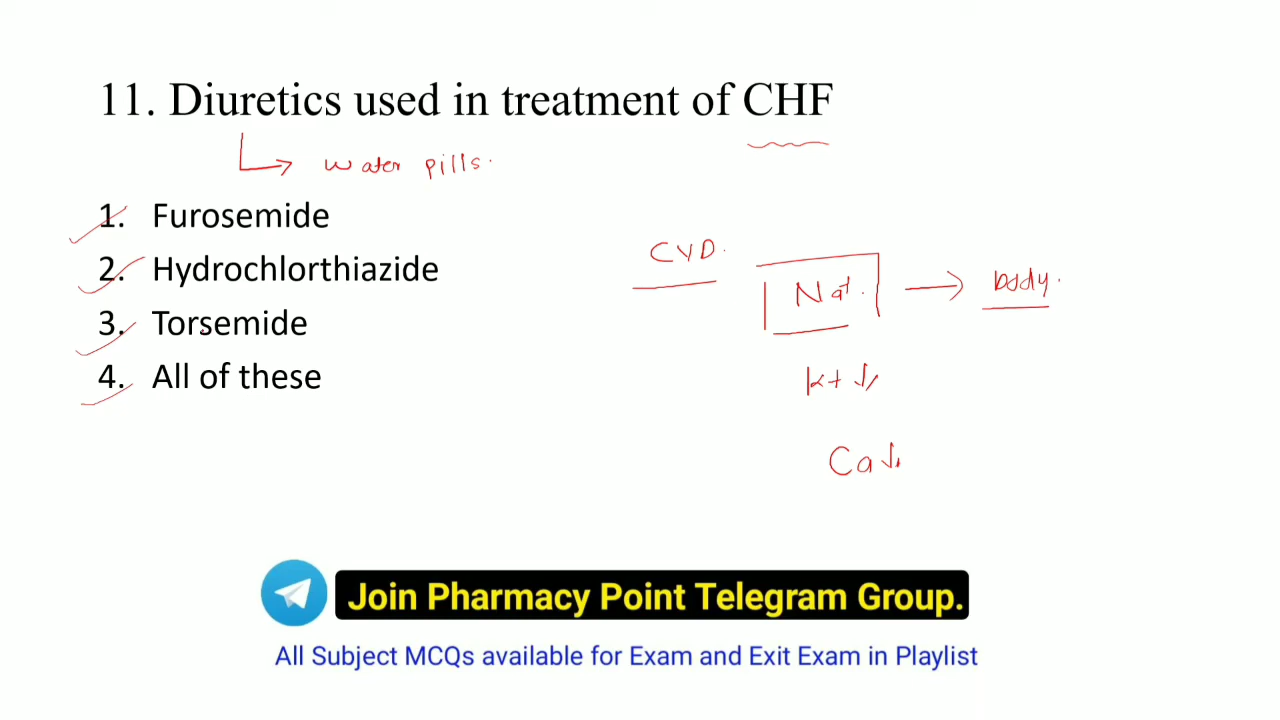 11. Diuretics used in treatment of CHF
water pills.
1. Furosemide
2. Hydrochlorthiazide
3. Torsemide
4. All of these
CVD.
Na+. → body.
K+ ↓
Ca ↓
Join Pharmacy Point Telegram Group.
All Subject MCQs available for Exam and Exit Exam in Playlist